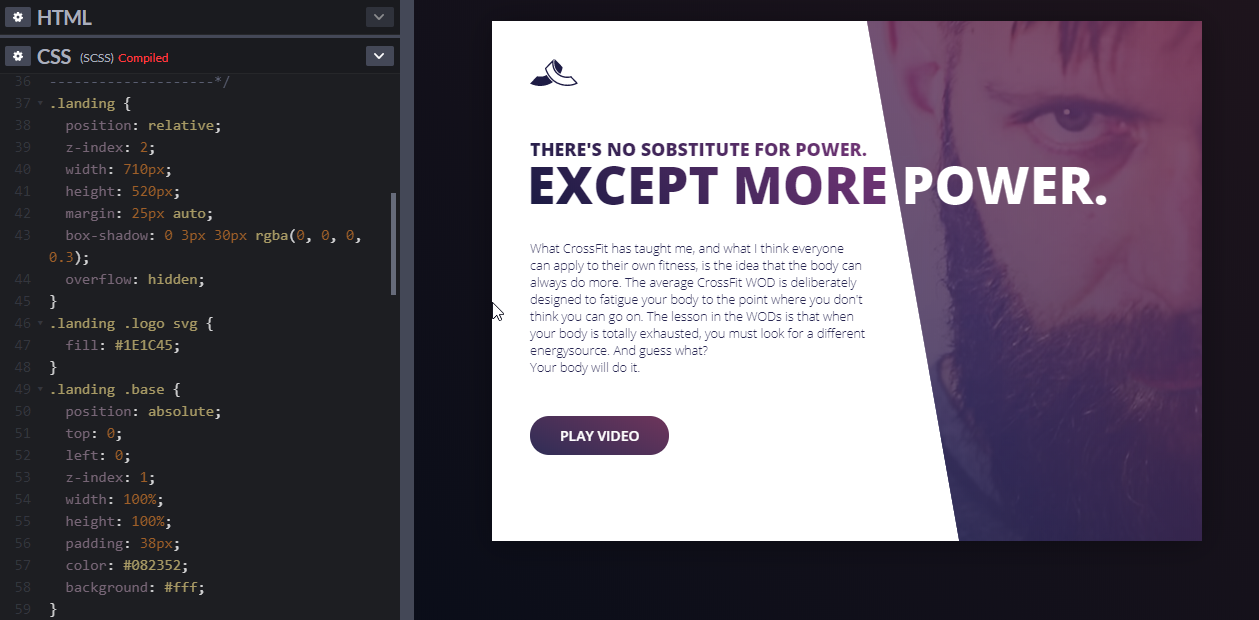 HTML
CSS (SCSS) Compiled
36 --------------------*/
37 .landing {
38 position: relative;
39 z-index: 2;
40 width: 710px;
41 height: 520px;
42 margin: 25px auto;
43 box-shadow: 0 3px 30px rgba(0, 0, 0,
0.3);
44 overflow: hidden;
45 }
46 .landing .logo svg {
47 fill: #1E1C45;
48 }
49 .landing .base {
50 position: absolute;
51 top: 0;
52 left: 0;
53 z-index: 1;
54 width: 100%;
55 height: 100%;
56 padding: 38px;
57 color: #082352;
58 background: #fff;
59 }
THERE'S NO SOBSTITUTE FOR POWER.
EXCEPT MORE POWER.
What CrossFit has taught me, and what I think everyone
can apply to their own fitness, is the idea that the body can
always do more. The average CrossFit WOD is deliberately
designed to fatigue your body to the point where you don't
think you can go on. The lesson in the WODs is that when
your body is totally exhausted, you must look for a different
energysource. And guess what?
Your body will do it.
PLAY VIDEO